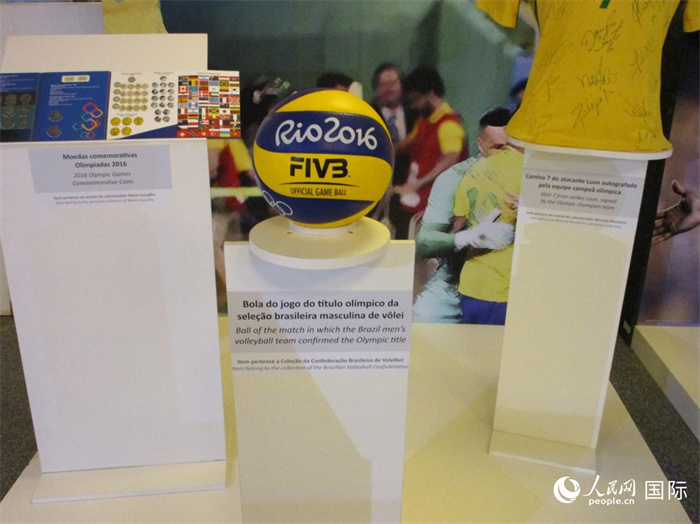 Moedas comemorativas
Olimpíadas 2016
2016 Olympic Games
Commemorative Coins
Rio2016
FIVB
OFFICIAL GAME BALL
Bola do jogo do título olímpico da
seleção brasileira masculina de vôlei
Ball of the match in which the Brazil men's
volleyball team confirmed the Olympic title
Item pertence a Coleção da Confederação Brasileira de Voleibol
Item belong to the collection of the Brazilian Volleyball Confederation
Camisa 7 do atacante Luan autografada
pela equipe campeã olímpica
Shirt 7 from striker Luan, signed
by the Olympic champion team
人民网 国际
people.cn